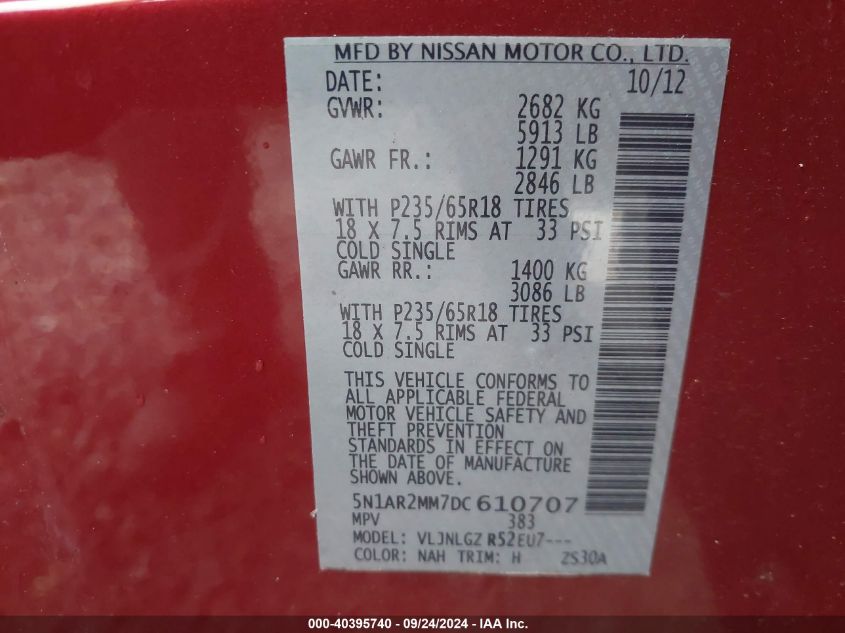 MFD BY NISSAN MOTOR CO., LTD.
DATE: 10/12
GVWR: 2682 KG
5913 LB
GAWR FR.: 1291 KG
2846 LB
WITH P235/65R18 TIRES
18 X 7.5 RIMS AT 33 PSI
COLD SINGLE
GAWR RR.: 1400 KG
3086 LB
WITH P235/65R18 TIRES
18 X 7.5 RIMS AT 33 PSI
COLD SINGLE
THIS VEHICLE CONFORMS TO
ALL APPLICABLE FEDERAL
MOTOR VEHICLE SAFETY AND
THEFT PREVENTION
STANDARDS IN EFFECT ON
THE DATE OF MANUFACTURE
SHOWN ABOVE.
5N1AR2MM7DC610707
MPV 383
MODEL: VLJNLGZ R52EU7---
COLOR: NAH TRIM: H ZS30A
000-40395740 - 09/24/2024 - IAA Inc.